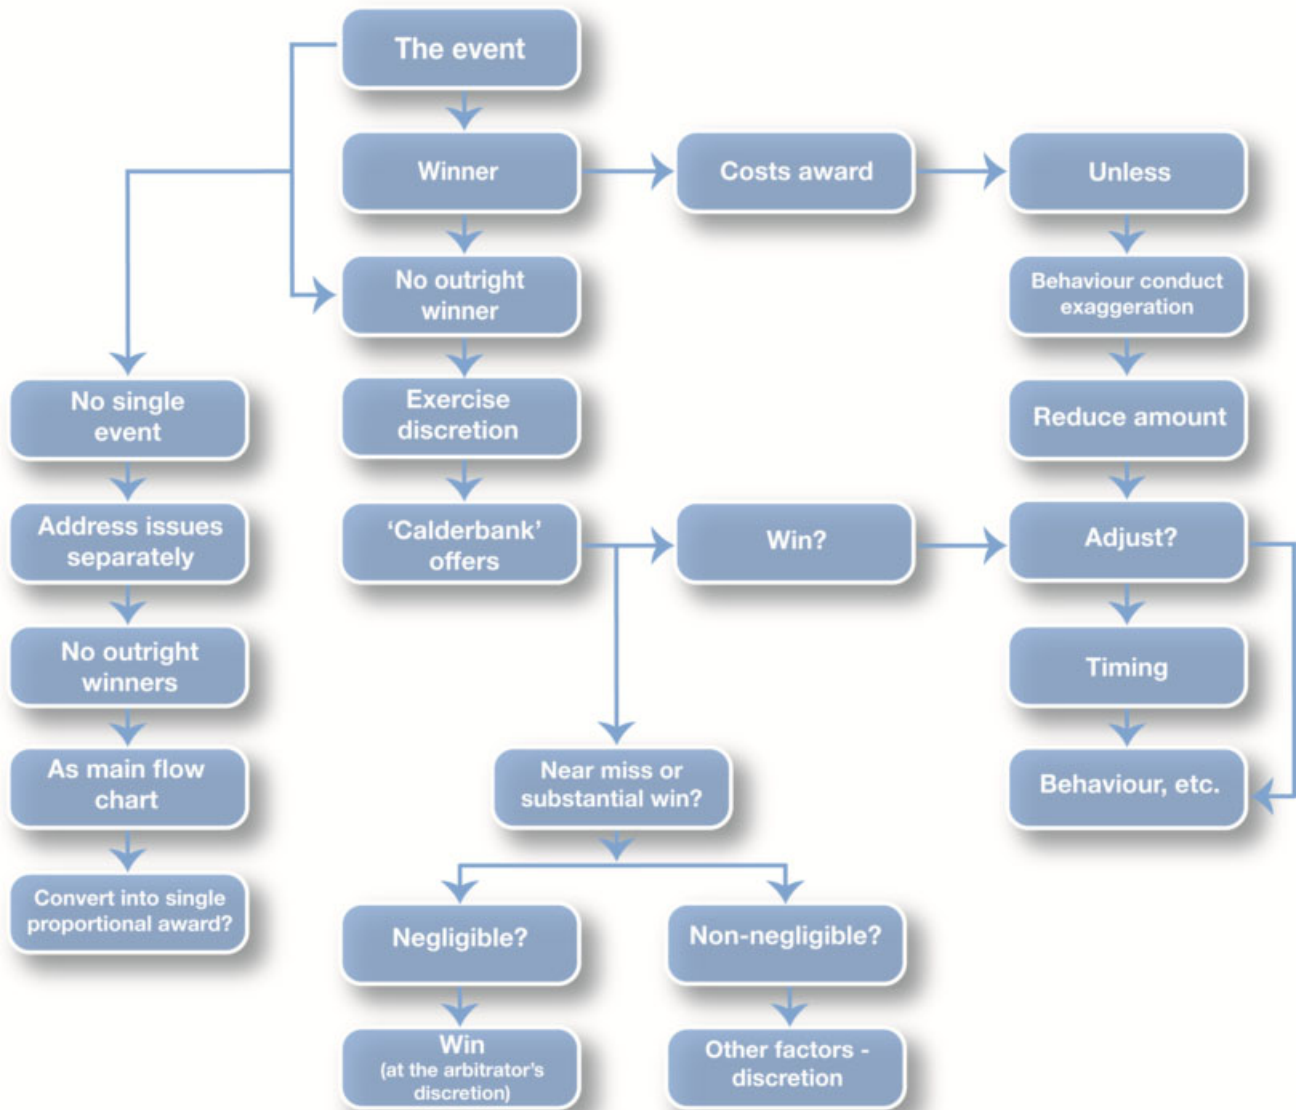 The event
Winner
Costs award
Unless
No outright
winner
Behaviour conduct
exaggeration
No single
event
Exercise
discretion
Reduce amount
Address issues
separately
‘Calderbank’
offers
Win?
Adjust?
No outright
winners
Timing
As main flow
chart
Near miss or
substantial win?
Behaviour, etc.
Convert into single
proportional award?
Negligible?
Non-negligible?
Win
(at the arbitrator’s
discretion)
Other factors -
discretion